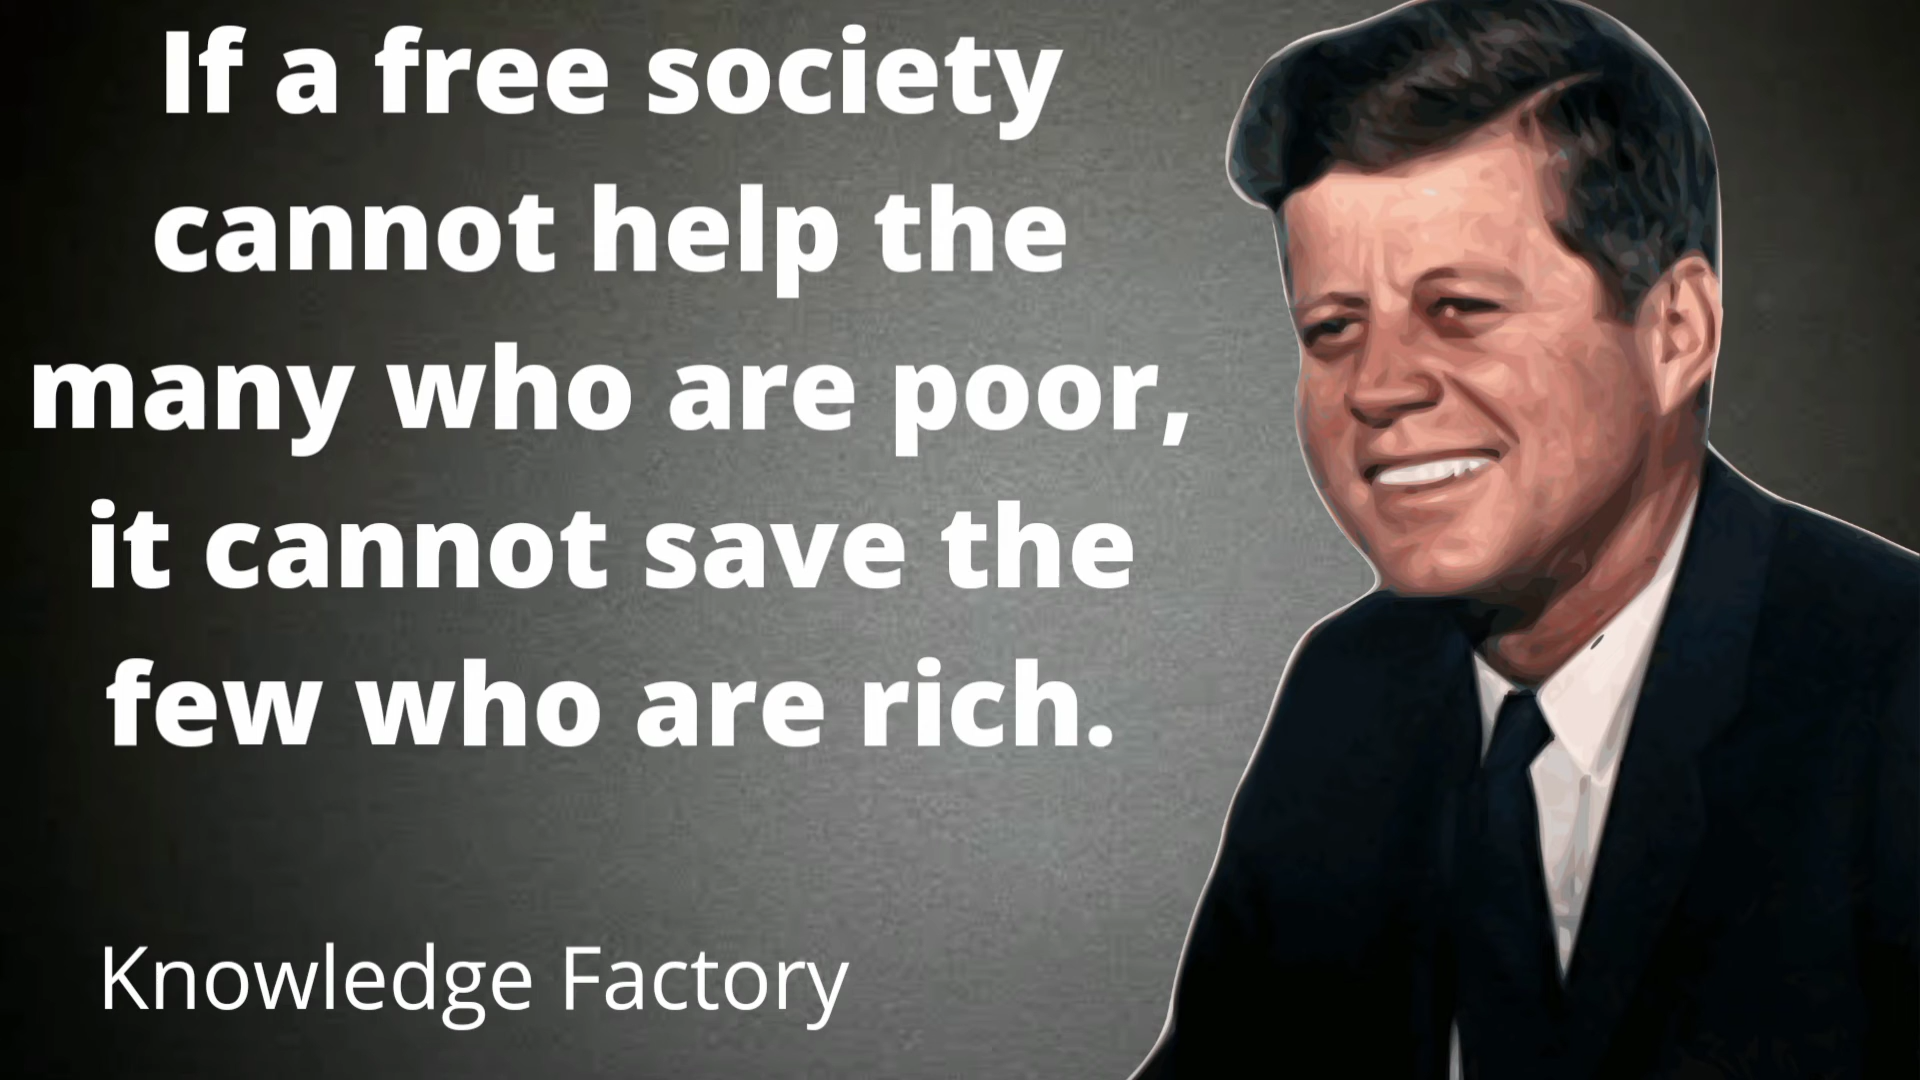 If a free society
cannot help the
many who are poor,
it cannot save the
few who are rich.
Knowledge Factory